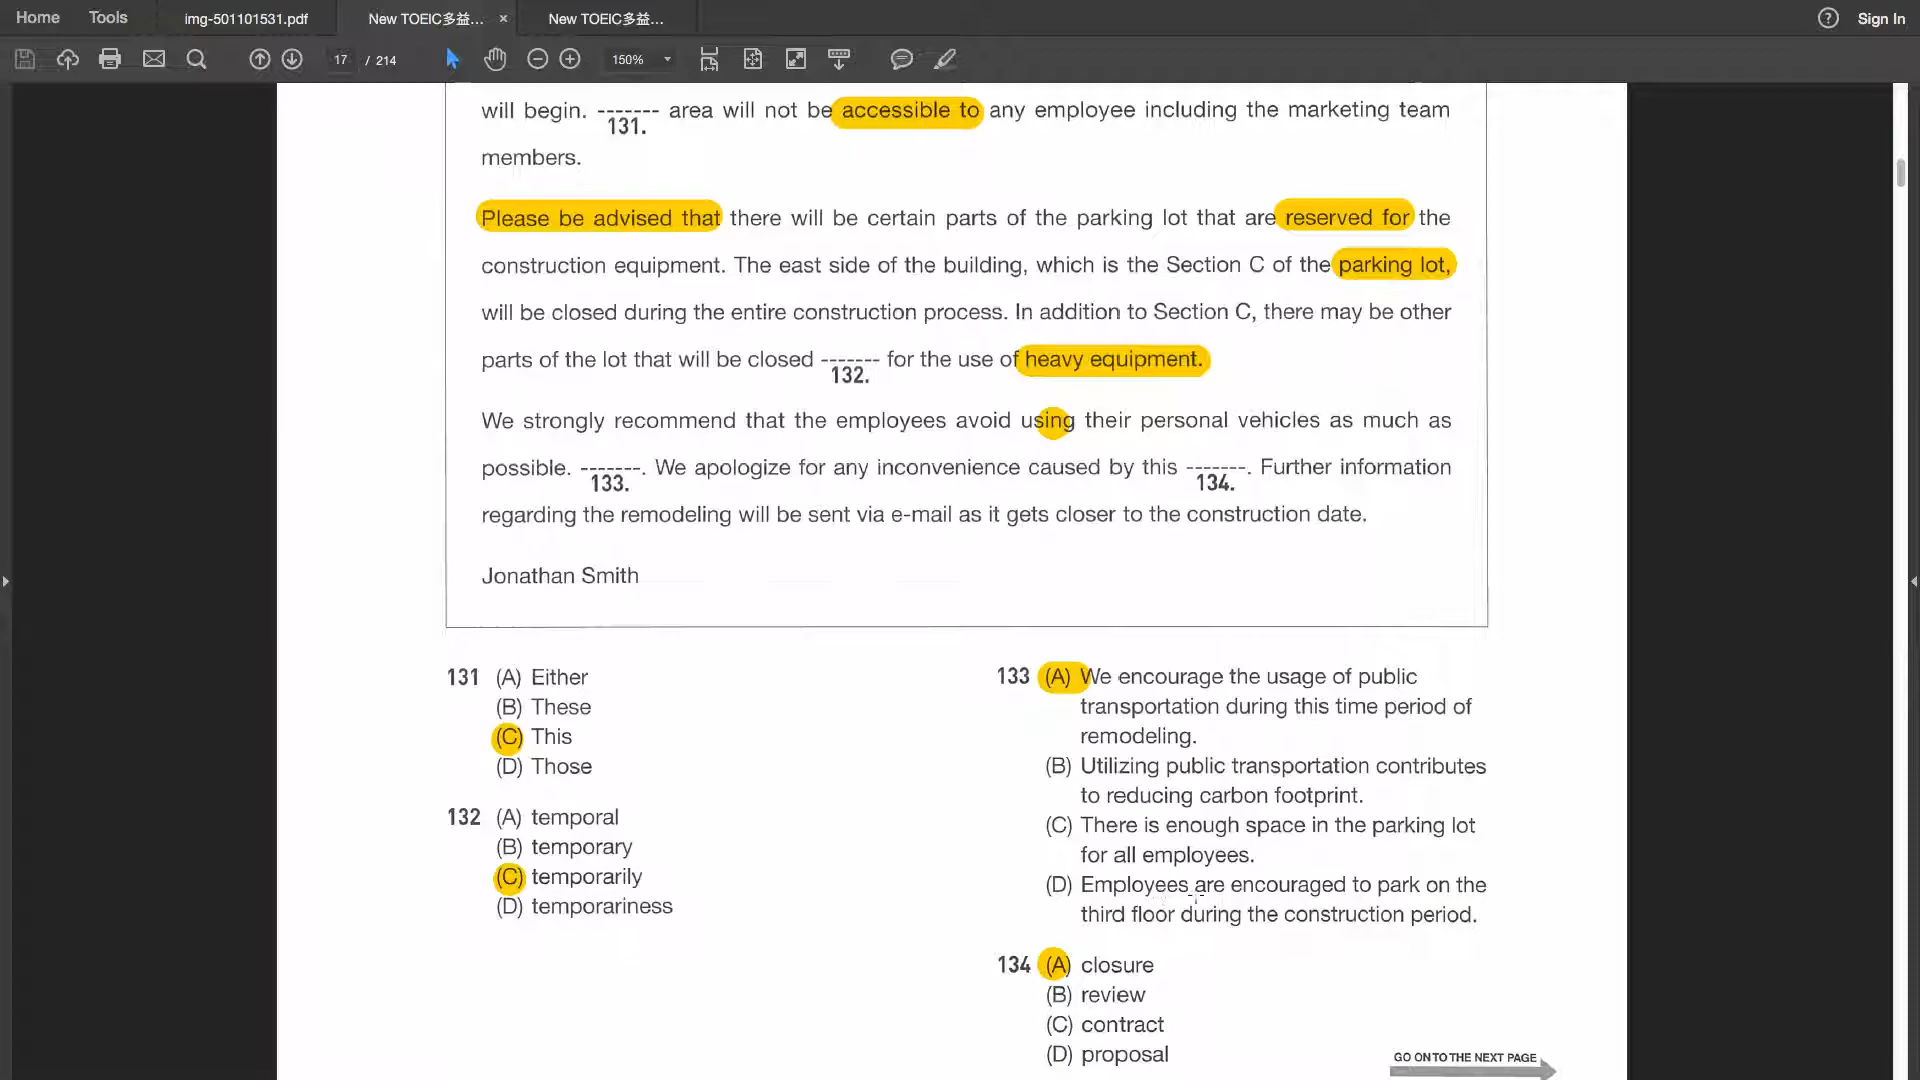 Home
Tools
img-501101531.pdf
New TOEIC多益...
×
New TOEIC多益...
?
Sign In
17
/ 214
150%
will begin. ------- area will not be accessible to any employee including the marketing team
131.
members.
Please be advised that there will be certain parts of the parking lot that are reserved for the
construction equipment. The east side of the building, which is the Section C of the parking lot,
will be closed during the entire construction process. In addition to Section C, there may be other
parts of the lot that will be closed ------- for the use of heavy equipment.
132.
We strongly recommend that the employees avoid using their personal vehicles as much as
possible. -------. We apologize for any inconvenience caused by this -------. Further information
133.
134.
regarding the remodeling will be sent via e-mail as it gets closer to the construction date.
Jonathan Smith
131 (A) Either
(B) These
(C) This
(D) Those
132 (A) temporal
(B) temporary
(C) temporarily
(D) temporariness
133 (A) We encourage the usage of public
transportation during this time period of
remodeling.
(B) Utilizing public transportation contributes
to reducing carbon footprint.
(C) There is enough space in the parking lot
for all employees.
(D) Employees are encouraged to park on the
third floor during the construction period.
134 (A) closure
(B) review
(C) contract
(D) proposal
GO ON TO THE NEXT PAGE